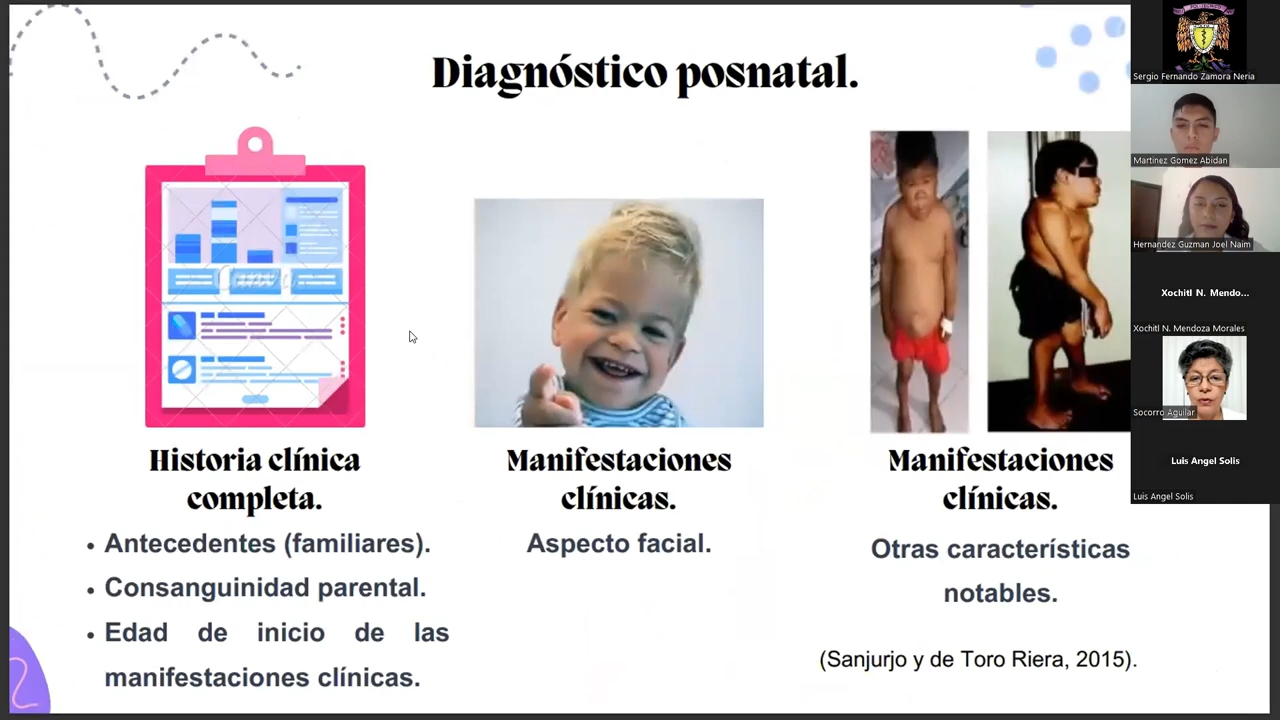 Diagnóstico posnatal.
Historia clínica
completa.
• Antecedentes (familiares).
• Consanguinidad parental.
• Edad de inicio de las
manifestaciones clínicas.
Manifestaciones
clínicas.
Aspecto facial.
Manifestaciones
clínicas.
Otras características
notables.
(Sanjurjo y de Toro Riera, 2015).
Sergio Fernando Zamora Neria
Martinez Gomez Abidan
Hernandez Guzman Joel Naim
Xochitl N. Mendo...
Xochitl N. Mendoza Morales
Socorro Aguilar
Luis Angel Solis
Luis Angel Solis